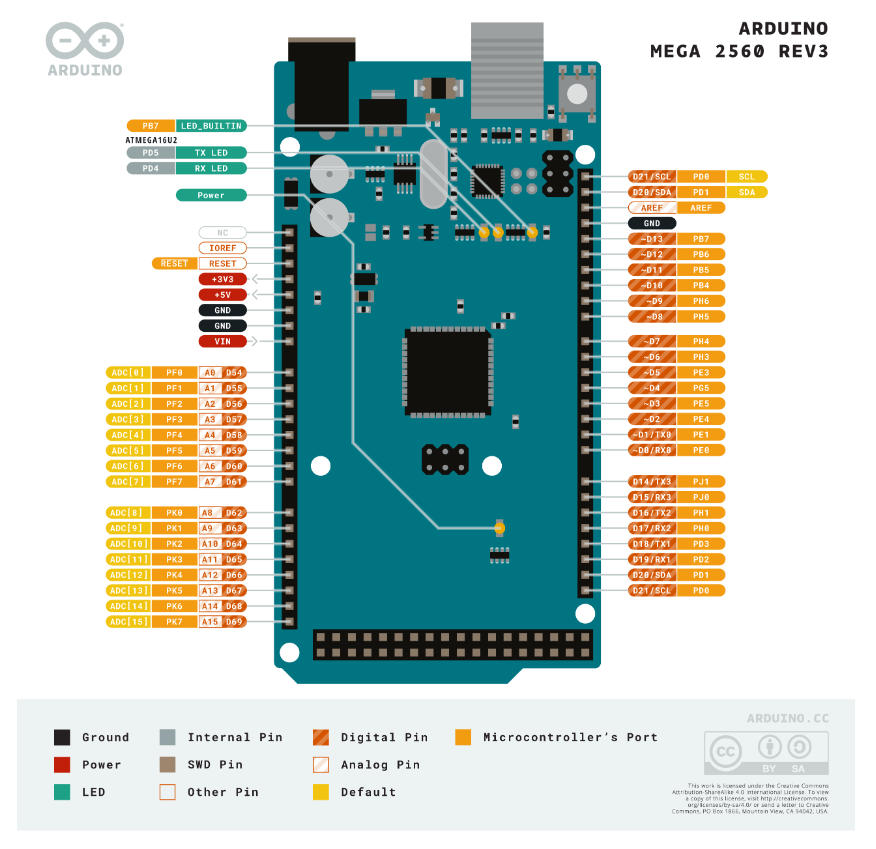 ARDUINO
MEGA 2560 REV3
ARDUINO
PB7 LED_BUILTIN
ATMEGA16U2
PD5 TX LED
PD4 RX LED
Power
NC
IOREF
RESET RESET
+3V3
+5V
GND
GND
VIN
ADC[0] PF0 A0 D54
ADC[1] PF1 A1 D55
ADC[2] PF2 A2 D56
ADC[3] PF3 A3 D57
ADC[4] PF4 A4 D58
ADC[5] PF5 A5 D59
ADC[6] PF6 A6 D60
ADC[7] PF7 A7 D61
ADC[8] PK0 A8 D62
ADC[9] PK1 A9 D63
ADC[10] PK2 A10 D64
ADC[11] PK3 A11 D65
ADC[12] PK4 A12 D66
ADC[13] PK5 A13 D67
ADC[14] PK6 A14 D68
ADC[15] PK7 A15 D69
D21/SCL PD0 SCL
D20/SDA PD1 SDA
AREF AREF
GND
~D13 PB7
~D12 PB6
~D11 PB5
~D10 PB4
~D9 PH6
~D8 PH5
~D7 PH4
~D6 PH3
~D5 PE3
~D4 PG5
~D3 PE5
~D2 PE4
~D1/TX0 PE1
~D0/RX0 PE0
D14/TX3 PJ1
D15/RX3 PJ0
D16/TX2 PH1
D17/RX2 PH0
D18/TX1 PD3
D19/RX1 PD2
D20/SDA PD1
D21/SCL PD0
Ground
Power
LED
Internal Pin
SWD Pin
Other Pin
Digital Pin
Analog Pin
Default
Microcontroller's Port
ARDUINO.CC
CC
BY SA
This work is licensed under the Creative Commons
Attribution-ShareAlike 4.0 International License. To view
a copy of this license, visit http://creativecommons.
org/licenses/by-sa/4.0/ or send a letter to Creative
Commons, PO Box 1866, Mountain View, CA 94042, USA.